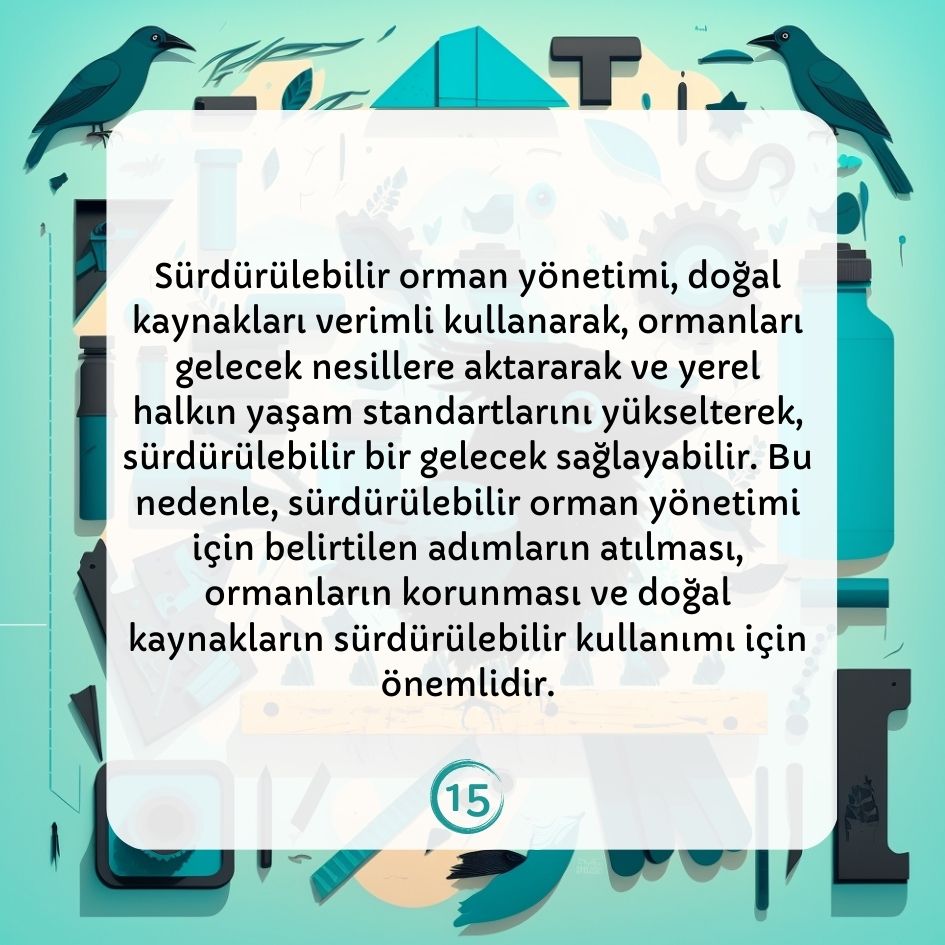 Sürdürülebilir orman yönetimi, doğal
kaynakları verimli kullanarak, ormanları
gelecek nesillere aktararak ve yerel
halkın yaşam standartlarını yükselterek,
sürdürülebilir bir gelecek sağlayabilir. Bu
nedenle, sürdürülebilir orman yönetimi
için belirtilen adımların atılması,
ormanların korunması ve doğal
kaynakların sürdürülebilir kullanımı için
önemlidir.
15